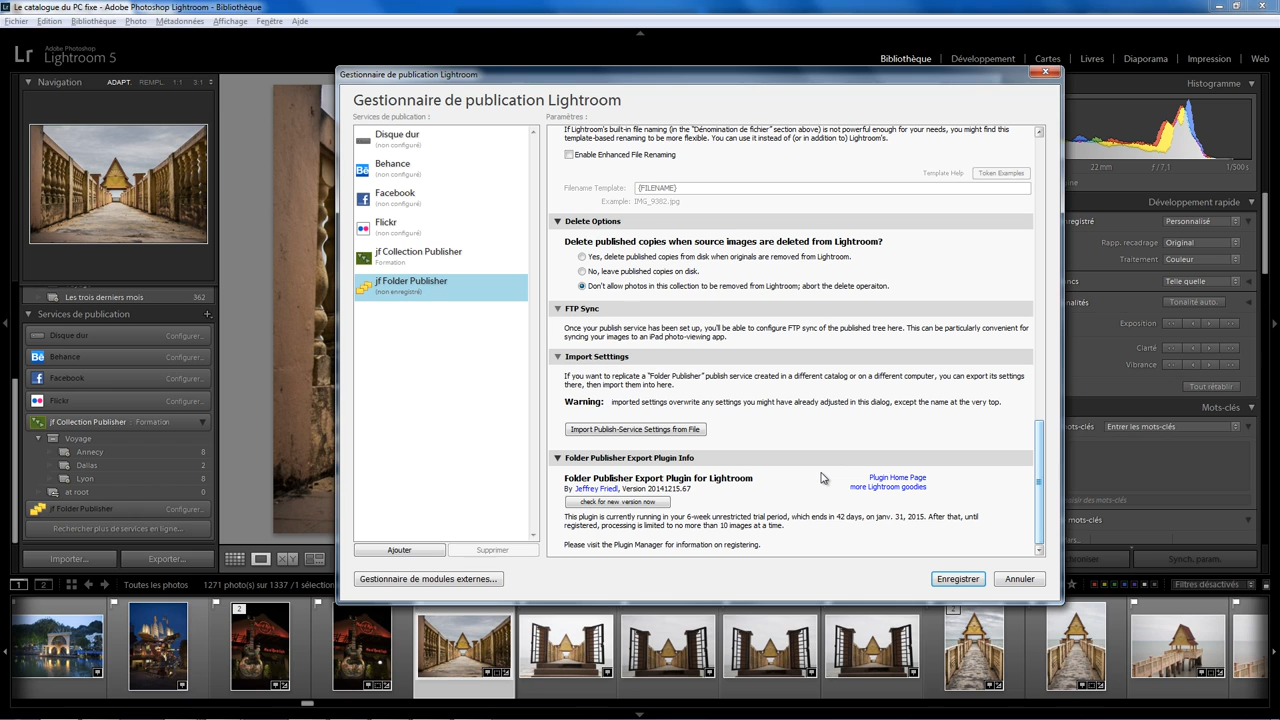 Le catalogue du PC fixe - Adobe Photoshop Lightroom - Bibliothèque
Fichier Edition Bibliothèque Photo Métadonnées Affichage Fenêtre Aide
Lr Adobe Photoshop
Lightroom 5
Bibliothèque Développement Cartes Livres Diaporama Impression Web
Navigation ADAPT. REMPL. 1:1 3:1
Les trois derniers mois 362
Services de publication
Disque dur Configurer...
Behance Configurer...
Facebook Configurer...
Flickr Configurer...
jf Collection Publisher : Formation
Voyage
Annecy 8
Dallas 2
Lyon 8
at root 0
jf Folder Publisher Configurer...
Rechercher plus de services en ligne...
Importer... Exporter...
Gestionnaire de publication Lightroom
Gestionnaire de publication Lightroom
Services de publication :
Disque dur
(non configuré)
Behance
(non configuré)
Facebook
(non configuré)
Flickr
(non configuré)
jf Collection Publisher
Formation
jf Folder Publisher
(non enregistré)
Ajouter Supprimer
Gestionnaire de modules externes...
Paramètres :
If Lightroom's built-in file naming (in the "Dénomination de fichier" section above) is not powerful enough for your needs, you might find this
template-based renaming to be more flexible. You can use it instead of (or in addition to) Lightroom's.
Enable Enhanced File Renaming
Template Help Token Examples
Filename Template: {FILENAME}
Example: IMG_9382.jpg
Delete Options
Delete published copies when source images are deleted from Lightroom?
Yes, delete published copies from disk when originals are removed from Lightroom.
No, leave published copies on disk.
Don't allow photos in this collection to be removed from Lightroom; abort the delete operaiton.
FTP Sync
Once your publish service has been set up, you'll be able to configure FTP sync of the published tree here. This can be particularly convenient for
syncing your images to an iPad photo-viewing app.
Import Setttings
If you want to replicate a "Folder Publisher" publish service created in a different catalog or on a different computer, you can export its settings
there, then import them into here.
Warning: imported settings overwrite any settings you might have already adjusted in this dialog, except the name at the very top.
Import Publish-Service Settings from File
Folder Publisher Export Plugin Info
Folder Publisher Export Plugin for Lightroom Plugin Home Page
By Jeffrey Friedl, Version 20141215.67 more Lightroom goodies
check for new version now
This plugin is currently running in your 6-week unrestricted trial period, which ends in 42 days, on janv. 31, 2015. After that, until
registered, processing is limited to no more than 10 images at a time.
Please visit the Plugin Manager for information on registering.
Enregistrer Annuler
Histogramme
22 mm f / 7,1 1/500 s
Développement rapide
Personnalisé
Rapp. recadrage Original
Traitement Couleur
Telle quelle
Tonalité auto.
Exposition
Clarté
Vibrance
Tout rétablir
Mots-clés
Entrer les mots-clés
Synch. param.
1 2 Toutes les photos 1271 photo(s) sur 1337 /1 sélection
Filtres désactivés
2
2